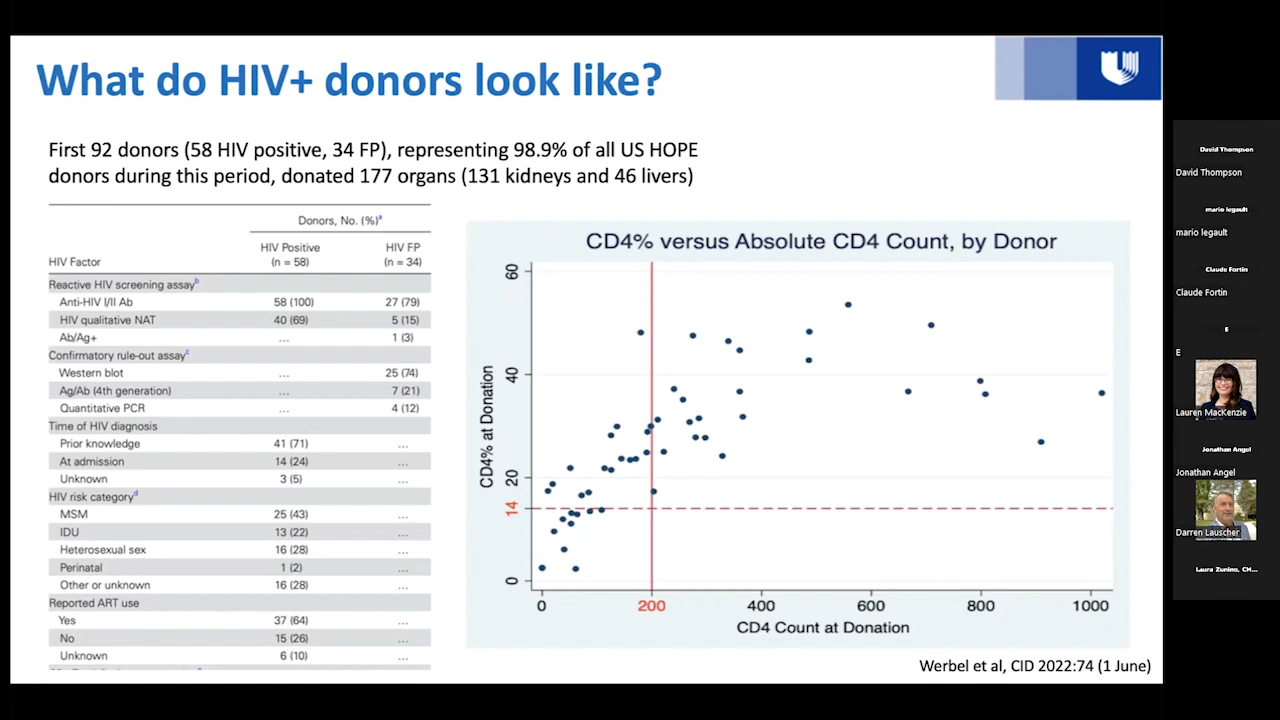 What do HIV+ donors look like?
First 92 donors (58 HIV positive, 34 FP), representing 98.9% of all US HOPE
donors during this period, donated 177 organs (131 kidneys and 46 livers)
Donors, No. (%)a
HIV Positive HIV FP
HIV Factor (n = 58) (n = 34)
Reactive HIV screening assayb
Anti-HIV I/II Ab 58 (100) 27 (79)
HIV qualitative NAT 40 (69) 5 (15)
Ab/Ag+ ... 1 (3)
Confirmatory rule-out assayc
Western blot ... 25 (74)
Ag/Ab (4th generation) ... 7 (21)
Quantitative PCR ... 4 (12)
Time of HIV diagnosis
Prior knowledge 41 (71) ...
At admission 14 (24) ...
Unknown 3 (5) ...
HIV risk categoryd
MSM 25 (43) ...
IDU 13 (22) ...
Heterosexual sex 16 (28) ...
Perinatal 1 (2) ...
Other or unknown 16 (28) ...
Reported ART use
Yes 37 (64) ...
No 15 (26) ...
Unknown 6 (10) ...
CD4% versus Absolute CD4 Count, by Donor
CD4% at Donation
60
40
20
14
0
0 200 400 600 800 1000
CD4 Count at Donation
Werbel et al, CID 2022:74 (1 June)
David Thompson
David Thompson
mario legault
mario legault
Claude Fortin
Claude Fortin
E
E
Lauren MacKenzie
Jonathan Angel
Jonathan Angel
Darren Lauscher
Laura Zunino, CH...